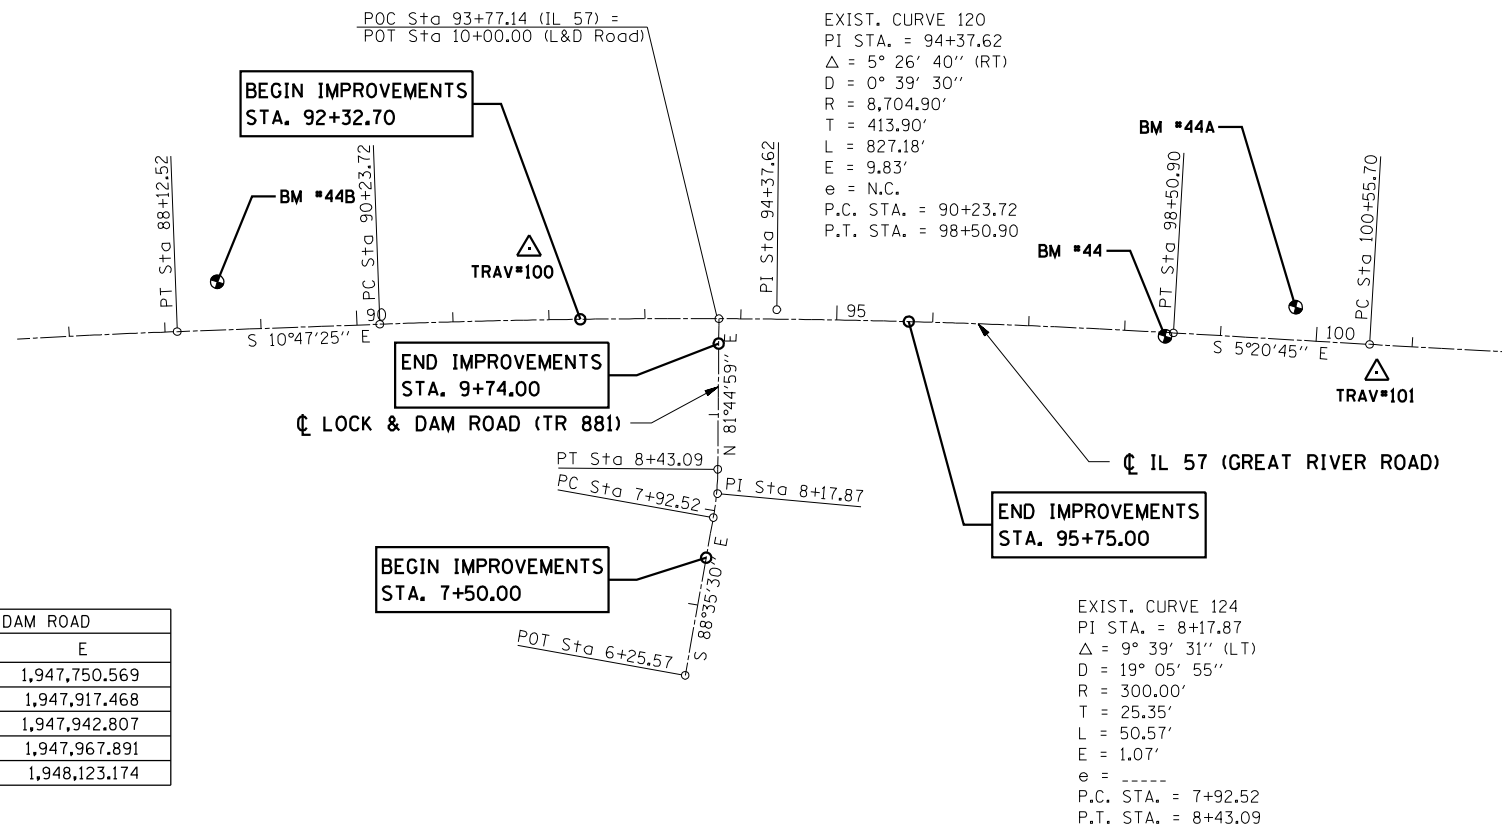 POC Sta 93+77.14 (IL 57) =
POT Sta 10+00.00 (L&D Road)
BEGIN IMPROVEMENTS
STA. 92+32.70
EXIST. CURVE 120
PI STA. = 94+37.62
△ = 5° 26' 40'' (RT)
D = 0° 39' 30''
R = 8,704.90'
T = 413.90'
L = 827.18'
E = 9.83'
e = N.C.
P.C. STA. = 90+23.72
P.T. STA. = 98+50.90
BM #44A
PT Sta 88+12.52
BM #44B
PC Sta 90+23.72
TRAV#100
PI Sta 94+37.62
BM #44
PT Sta 98+50.90
PC Sta 100+55.70
90
95
100
S 10°47'25'' E
S 5°20'45'' E
TRAV#101
END IMPROVEMENTS
STA. 9+74.00
N 81°44'59'' E
℄ LOCK & DAM ROAD (TR 881)
PT Sta 8+43.09
PC Sta 7+92.52
PI Sta 8+17.87
℄ IL 57 (GREAT RIVER ROAD)
END IMPROVEMENTS
STA. 95+75.00
BEGIN IMPROVEMENTS
STA. 7+50.00
S 88°35'30'' E
POT Sta 6+25.57
DAM ROAD
E
1,947,750.569
1,947,917.468
1,947,942.807
1,947,967.891
1,948,123.174
EXIST. CURVE 124
PI STA. = 8+17.87
△ = 9° 39' 31'' (LT)
D = 19° 05' 55''
R = 300.00'
T = 25.35'
L = 50.57'
E = 1.07'
e = _____
P.C. STA. = 7+92.52
P.T. STA. = 8+43.09